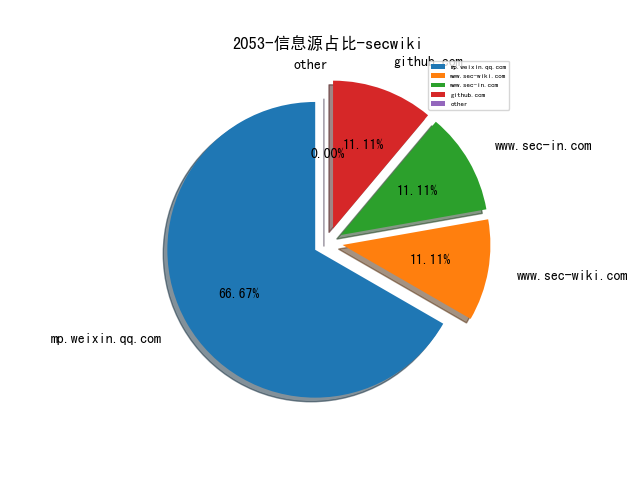 2053-信息源占比-secwiki
other
github.com
mp.weixin.qq.com
www.sec-wiki.com
www.sec-in.com
github.com
other
0.00%
11.11%
www.sec-in.com
11.11%
11.11%
www.sec-wiki.com
66.67%
mp.weixin.qq.com